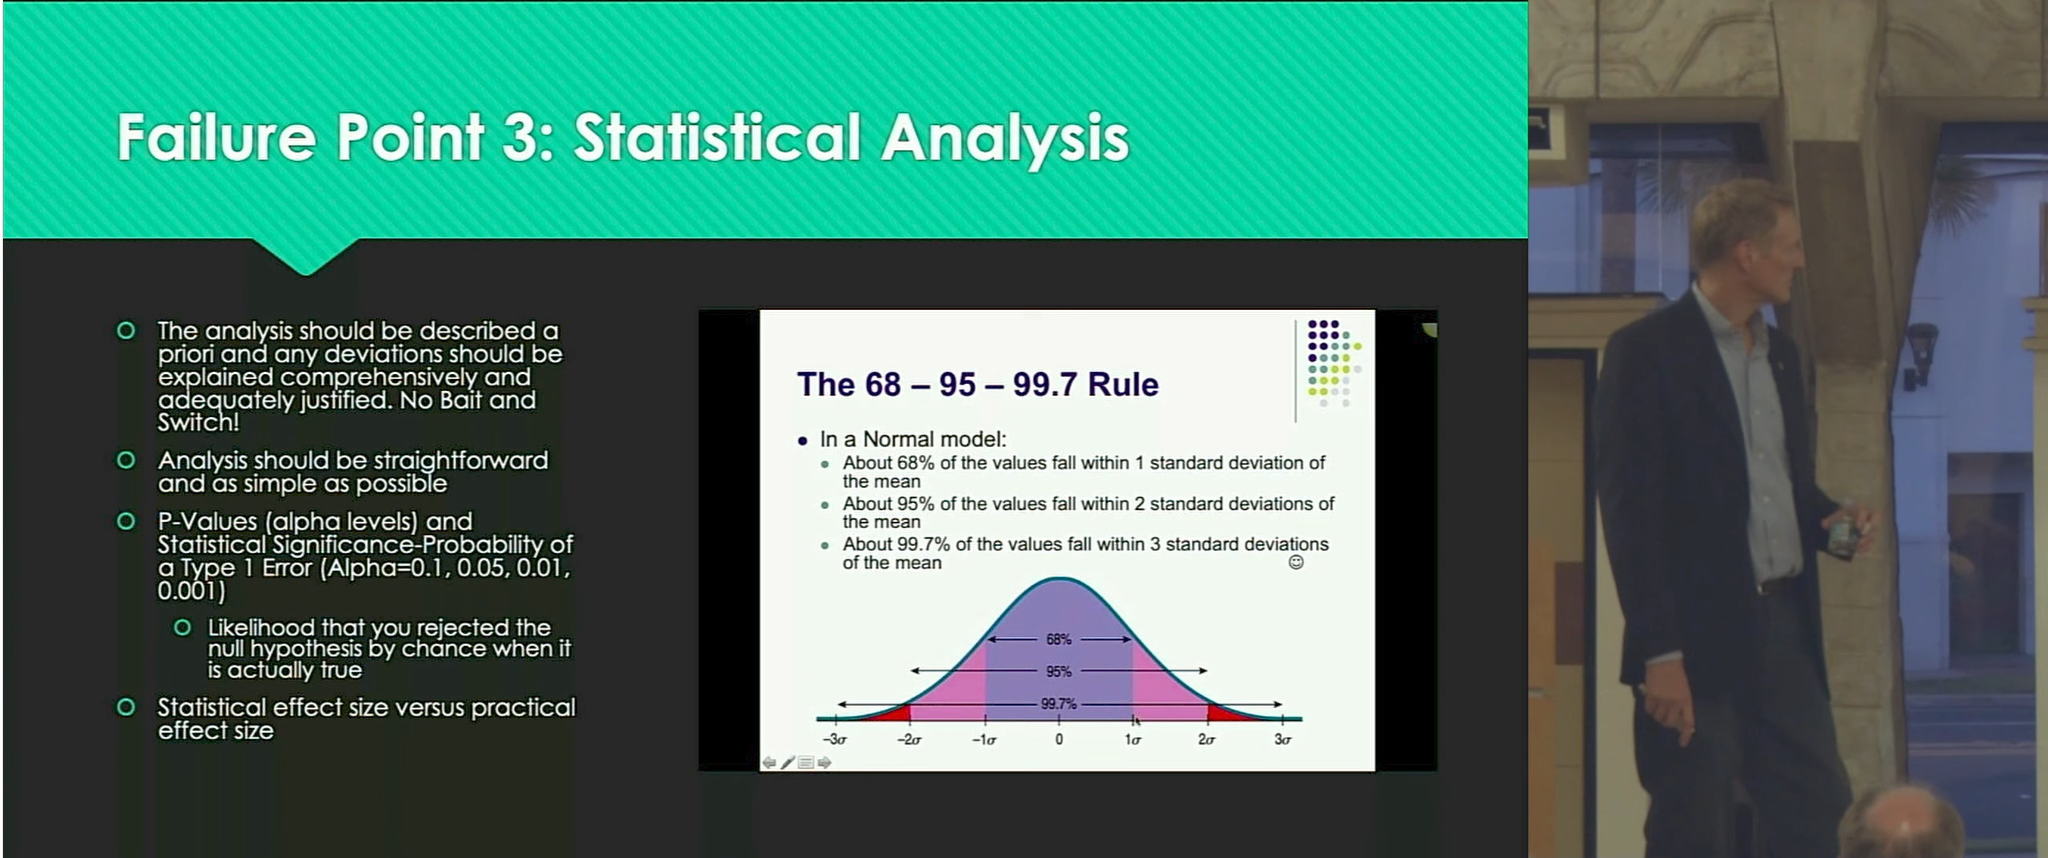 Failure Point 3: Statistical Analysis
The analysis should be described a
priori and any deviations should be
explained comprehensively and
adequately justified. No Bait and
Switch!
Analysis should be straightforward
and as simple as possible
P-Values (alpha levels) and
Statistical Significance-Probability of
a Type 1 Error (Alpha=0.1, 0.05, 0.01,
0.001)
Likelihood that you rejected the
null hypothesis by chance when it
is actually true
Statistical effect size versus practical
effect size
The 68 – 95 – 99.7 Rule
In a Normal model:
About 68% of the values fall within 1 standard deviation of
the mean
About 95% of the values fall within 2 standard deviations of
the mean
About 99.7% of the values fall within 3 standard deviations
of the mean
68%
95%
99.7%
−3σ −2σ −1σ 0 1σ 2σ 3σ